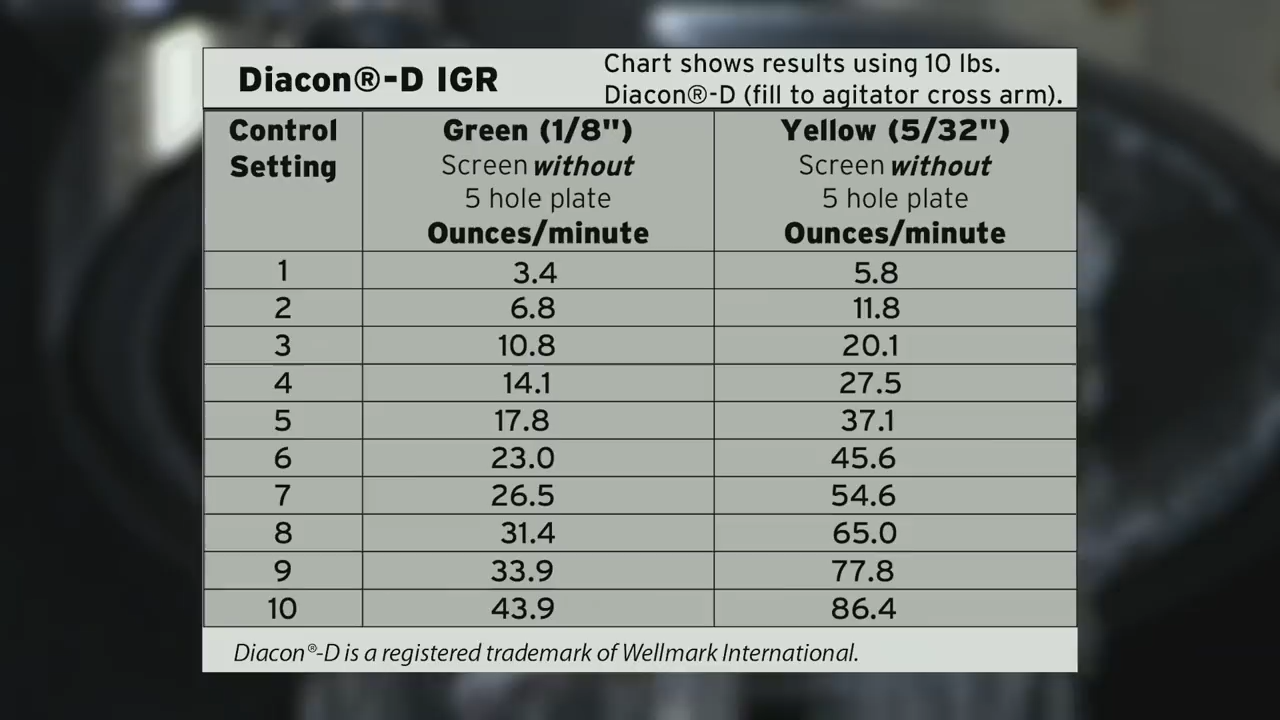 Diacon®-D IGR
Chart shows results using 10 lbs.
Diacon®-D (fill to agitator cross arm).
Control Setting
Green (1/8")
Screen without
5 hole plate
Ounces/minute
Yellow (5/32")
Screen without
5 hole plate
Ounces/minute
1 3.4 5.8
2 6.8 11.8
3 10.8 20.1
4 14.1 27.5
5 17.8 37.1
6 23.0 45.6
7 26.5 54.6
8 31.4 65.0
9 33.9 77.8
10 43.9 86.4
Diacon®-D is a registered trademark of Wellmark International.